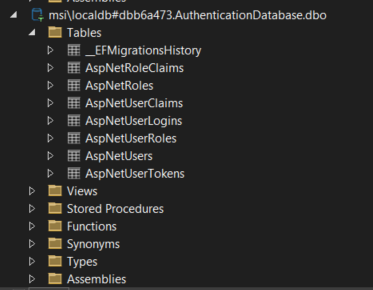 msi\localdb#dbb6a473.AuthenticationDatabase.dbo
Tables
__EFMigrationsHistory
AspNetRoleClaims
AspNetRoles
AspNetUserClaims
AspNetUserLogins
AspNetUserRoles
AspNetUsers
AspNetUserTokens
Views
Stored Procedures
Functions
Synonyms
Types
Assemblies